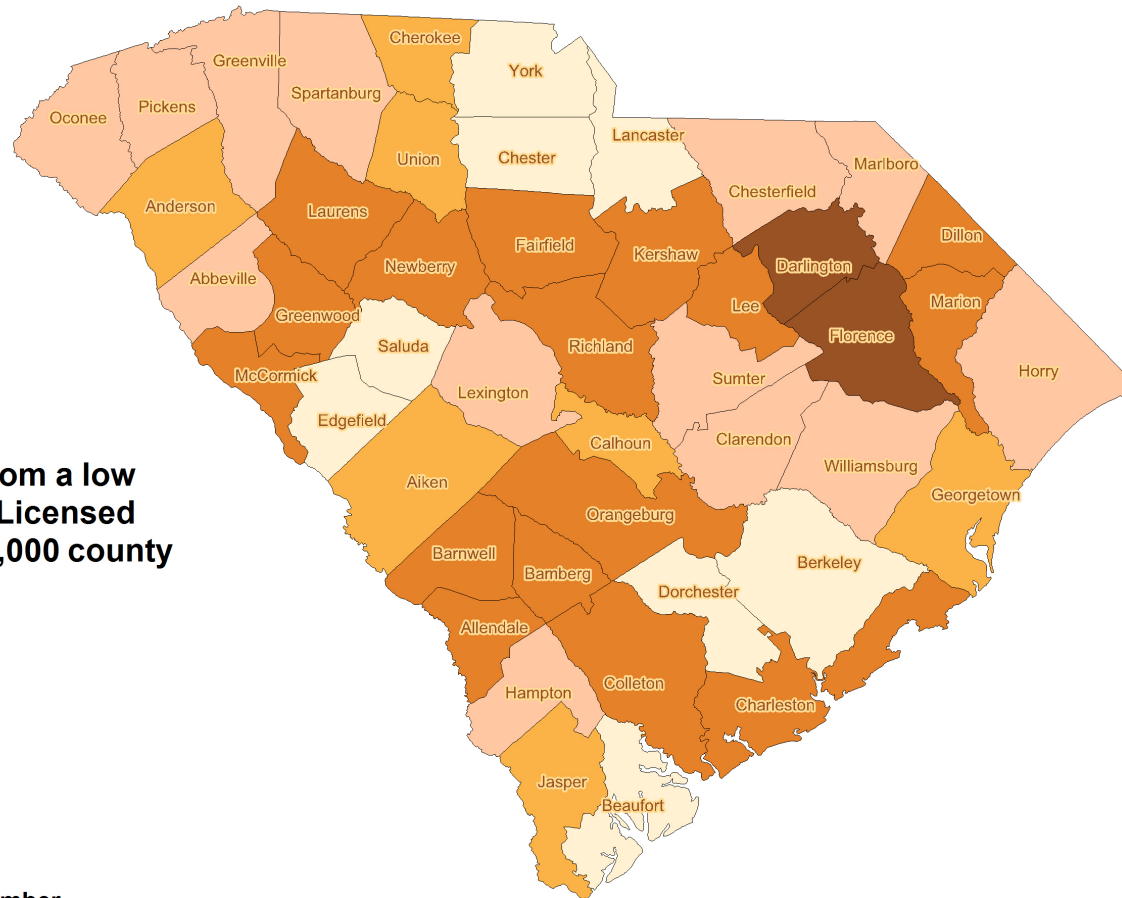 Cherokee
Greenville
York
Spartanburg
Pickens
Oconee
Lancaster
Union
Chester
Marlboro
Chesterfield
Anderson
Laurens
Dillon
Fairfield
Kershaw
Newberry
Darlington
Abbeville
Lee
Marion
Greenwood
Florence
Saluda
Richland
McCormick
Sumter
Horry
Lexington
Edgefield
Calhoun
Clarendon
Williamsburg
om a low
Licensed
,000 county
Aiken
Georgetown
Orangeburg
Barnwell
Bamberg
Berkeley
Dorchester
Allendale
Hampton
Colleton
Charleston
Jasper
Beaufort